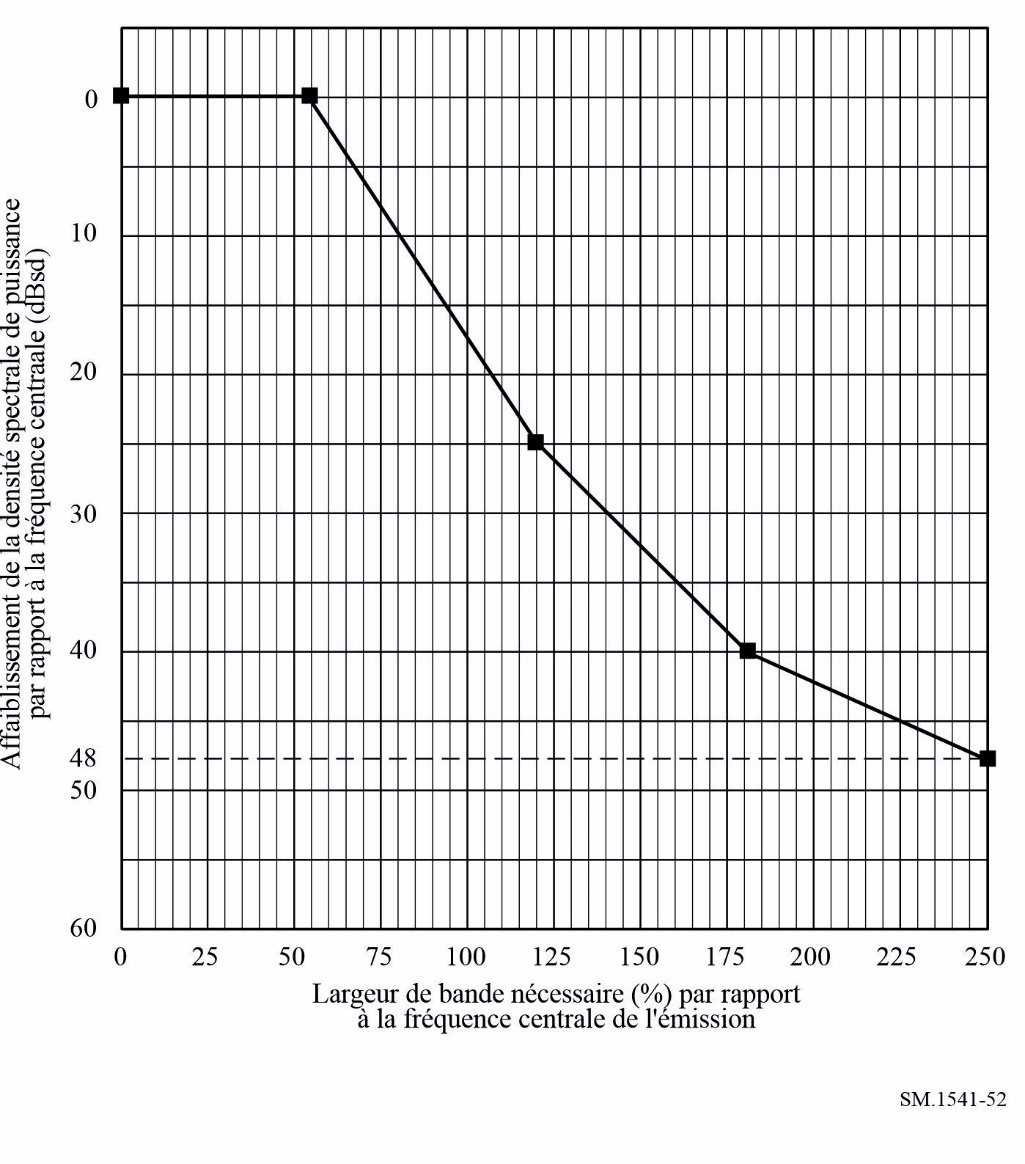 Affaiblissement de la densité spectrale de puissance
par rapport à la fréquence centraale (dBsd)
0
10
20
30
40
48
50
60
0 25 50 75 100 125 150 175 200 225 250
Largeur de bande nécessaire (%) par rapport
à la fréquence centrale de l'émission
SM.1541-52